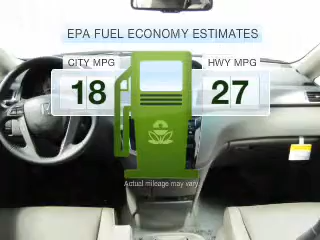 EPA FUEL ECONOMY ESTIMATES
CITY MPG
HWY MPG
18
27
Actual mileage may vary.